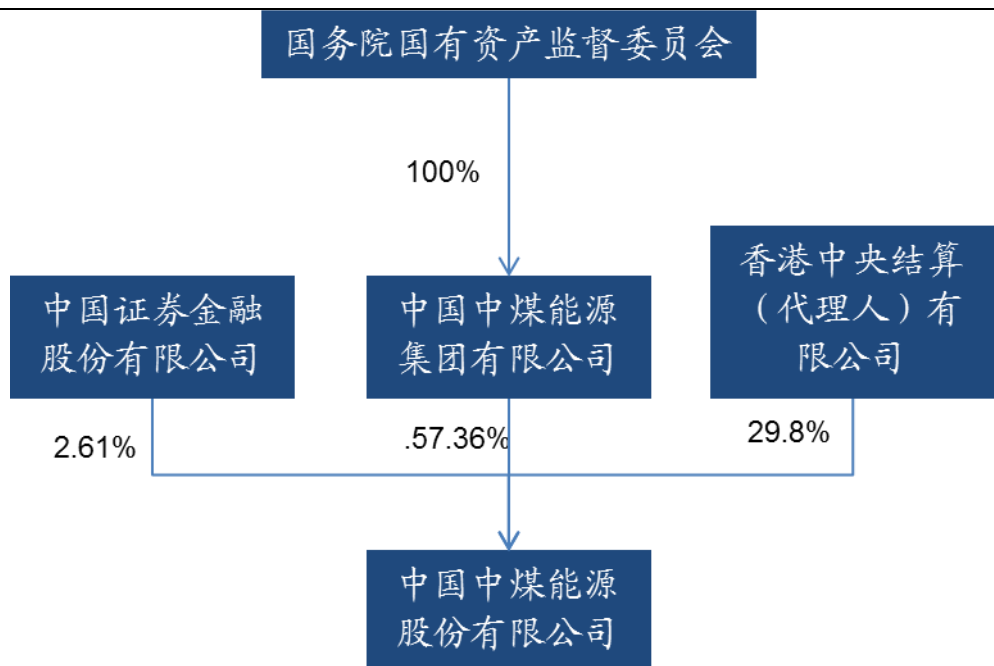 国务院国有资产监督委员会
100%
中国证券金融
股份有限公司
中国中煤能源
集团有限公司
香港中央结算
（代理人）有
限公司
2.61%
.57.36%
29.8%
中国中煤能源
股份有限公司